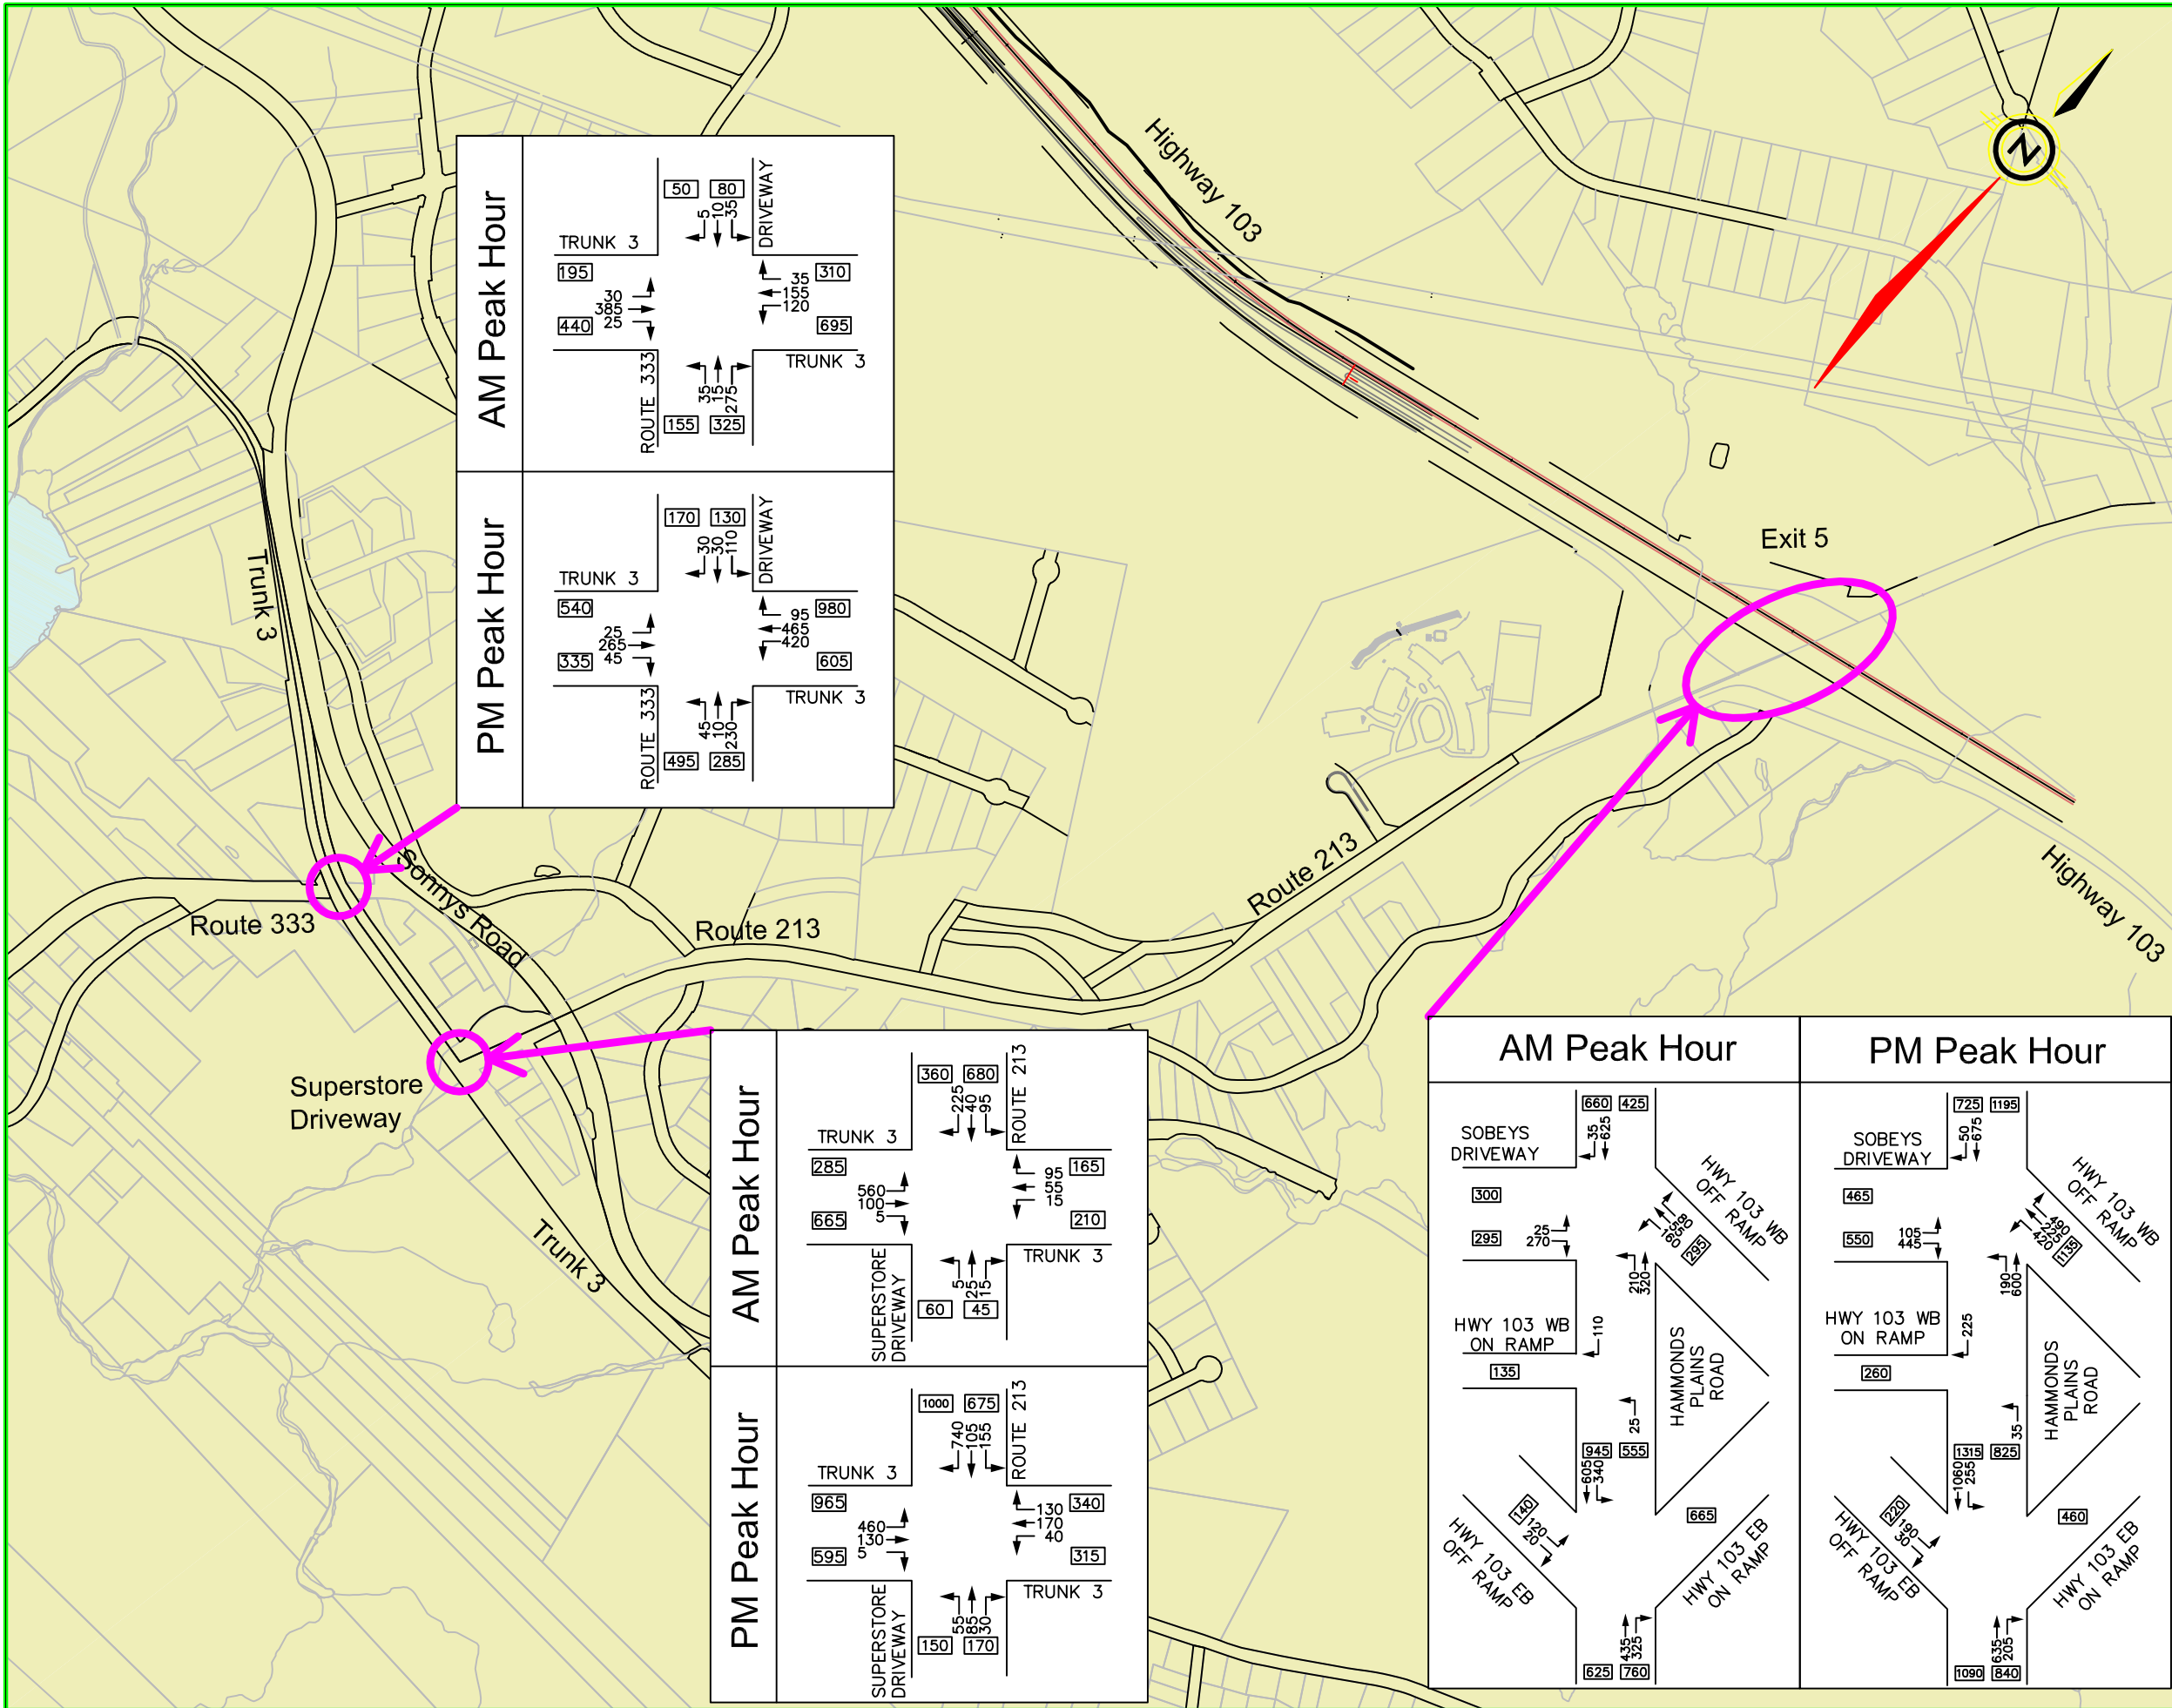 Highway 103
N
Exit 5
Highway 103
Trunk 3
Sonnys Road
Route 333
Route 213
Route 213
Superstore
Driveway
Trunk 3
AM Peak Hour
50 80
5 10 35
DRIVEWAY
TRUNK 3
195
310
30
385
25
35
155
120
440
695
TRUNK 3
ROUTE 333
35 15 275
155 325
PM Peak Hour
170 130
30 30 110
DRIVEWAY
TRUNK 3
540
980
25
265
45
95
465
420
335
605
TRUNK 3
ROUTE 333
45 10 230
495 285
AM Peak Hour
360 680
225 40 95
ROUTE 213
TRUNK 3
285
165
560
100
5
95
55
15
665
210
TRUNK 3
SUPERSTORE
DRIVEWAY
5 25 15
60 45
PM Peak Hour
1000 675
740 105 155
ROUTE 213
TRUNK 3
965
340
460
130
5
130
170
40
595
315
TRUNK 3
SUPERSTORE
DRIVEWAY
55 85 30
150 170
AM Peak Hour
660 425
35 625
SOBEYS
DRIVEWAY
HWY 103 WB
OFF RAMP
300
295
25
270
160
295
210 320
HWY 103 WB
ON RAMP
110
135
HAMMONDS
PLAINS
ROAD
25
945 555
605 340
140
120
20
665
HWY 103 EB
OFF RAMP
HWY 103 EB
ON RAMP
435 325
625 760
PM Peak Hour
725 1195
50 675
SOBEYS
DRIVEWAY
HWY 103 WB
OFF RAMP
465
550
105
445
490
225
420
1135
190 600
HWY 103 WB
ON RAMP
225
260
HAMMONDS
PLAINS
ROAD
35
1315 825
1060 255
220
190
30
460
HWY 103 EB
OFF RAMP
HWY 103 EB
ON RAMP
635 205
1090 840